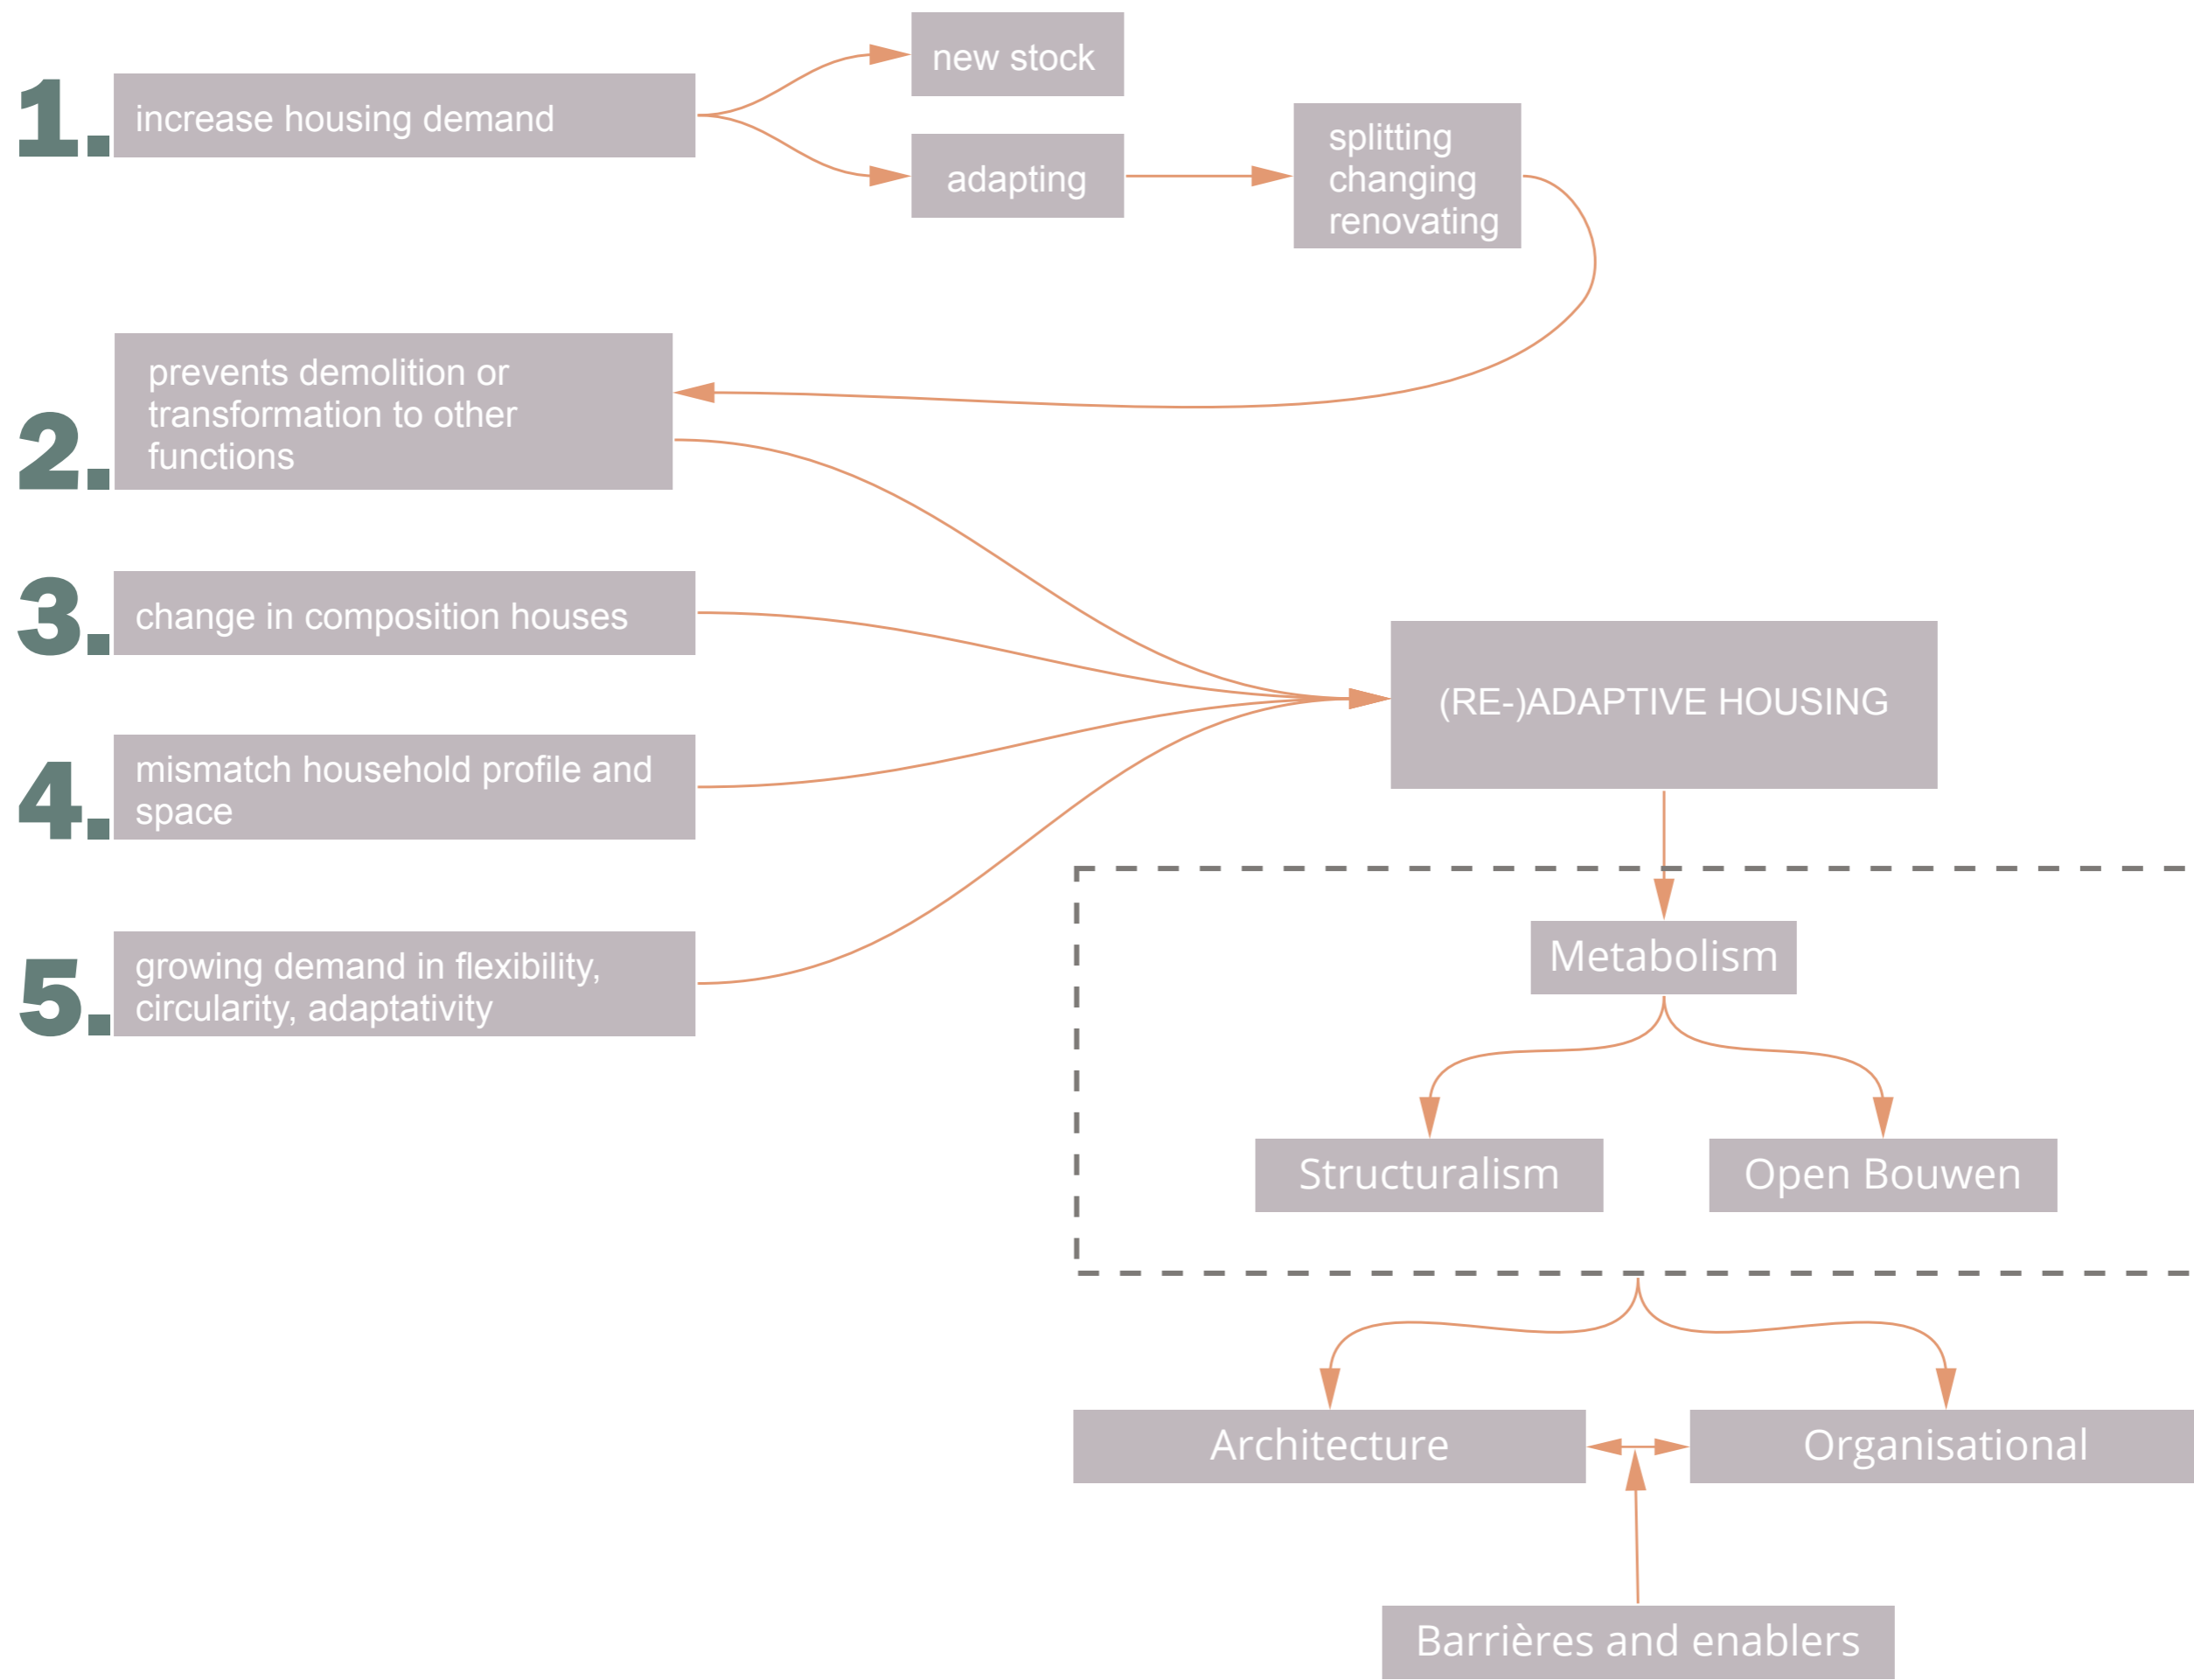 1.
increase housing demand
new stock
adapting
splitting
changing
renovating
2.
prevents demolition or
transformation to other
functions
3.
change in composition houses
4.
mismatch household profile and
space
5.
growing demand in flexibility,
circularity, adaptativity
(RE-)ADAPTIVE HOUSING
Metabolism
Structuralism
Open Bouwen
Architecture
Organisational
Barrières and enablers